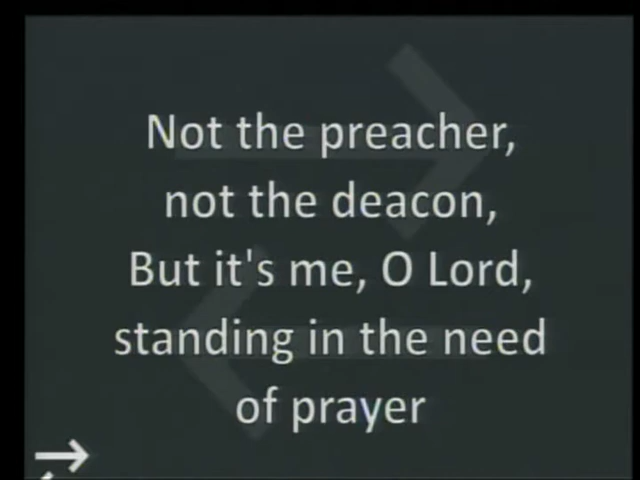 Not the preacher,
not the deacon,
But it's me, O Lord,
standing in the need
of prayer